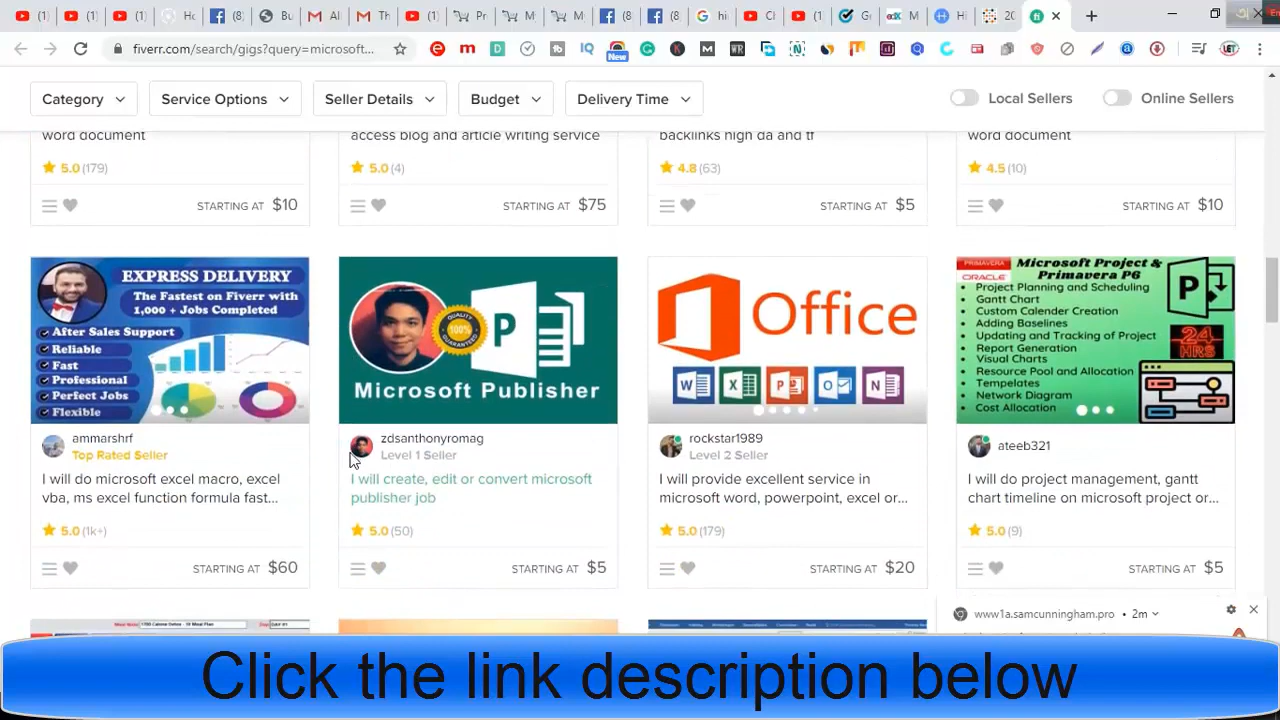 fiverr.com/search/gigs?query=microsoft...
New
Category
Service Options
Seller Details
Budget
Delivery Time
Local Sellers
Online Sellers
word document
access blog and article writing service
backlinks high da and tf
word document
5.0 (179)
5.0 (4)
4.8 (63)
4.5 (10)
STARTING AT $10
STARTING AT $75
STARTING AT $5
STARTING AT $10
EXPRESS DELIVERY
The Fastest on Fiverr with
1,000 + Jobs Completed
After Sales Support
Reliable
Fast
Professional
Perfect Jobs
Flexible
QUALITY
100%
GUARANTEED
Microsoft Publisher
Office
PRIMAVERA
ORACLE
Microsoft Project &
Primavera P6
Project Planning and Scheduling
Gantt Chart
Custom Calender Creation
Adding Baselines
Updating and Tracking of Project
Report Generation
Visual Charts
Resource Pool and Allocation
Templates
Network Diagram
Cost Allocation
24
HRS
ammarshrf
Top Rated Seller
I will do microsoft excel macro, excel
vba, ms excel function formula fast...
5.0 (1k+)
STARTING AT $60
zdsanthonyromag
Level 1 Seller
I will create, edit or convert microsoft
publisher job
5.0 (50)
STARTING AT $5
rockstar1989
Level 2 Seller
I will provide excellent service in
microsoft word, powerpoint, excel or...
5.0 (179)
STARTING AT $20
ateeb321
I will do project management, gantt
chart timeline on microsoft project or...
5.0 (9)
STARTING AT $5
www1a.samcunningham.pro • 2m
Click the link description below